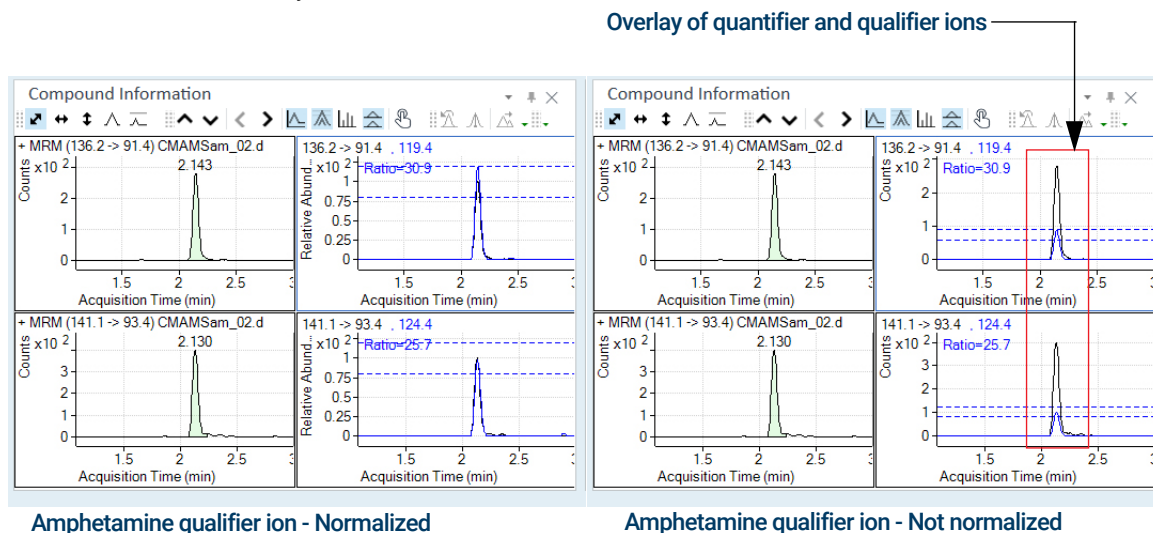 Overlay of quantifier and qualifier ions
Compound Information
+ MRM (136.2 -> 91.4) CMAMSam_02.d
x10 2
Counts
2.143
2
1
0
1.5 2 2.5 3
Acquisition Time (min)
136.2 -> 91.4 , 119.4
Relative Abund...
x10 2
Ratio=30.9
1
0.75
0.5
0.25
0
1.5 2 2.5
Acquisition Time (min)
+ MRM (141.1 -> 93.4) CMAMSam_02.d
x10 2
Counts
2.130
3
2
1
0
1.5 2 2.5 3
Acquisition Time (min)
141.1 -> 93.4 , 124.4
Relative Abund...
x10 2
Ratio=25.7
1
0.75
0.5
0.25
0
1.5 2 2.5
Acquisition Time (min)
Compound Information
+ MRM (136.2 -> 91.4) CMAMSam_02.d
x10 2
Counts
2.143
2
1
0
1.5 2 2.5 3
Acquisition Time (min)
136.2 -> 91.4 , 119.4
Counts
x10 2
Ratio=30.9
2
1
0
1.5 2 2.5
Acquisition Time (min)
+ MRM (141.1 -> 93.4) CMAMSam_02.d
x10 2
Counts
2.130
3
2
1
0
1.5 2 2.5 3
Acquisition Time (min)
141.1 -> 93.4 , 124.4
Counts
x10 2
Ratio=25.7
4
3
2
1
0
1.5 2 2.5
Acquisition Time (min)
Amphetamine qualifier ion - Normalized
Amphetamine qualifier ion - Not normalized